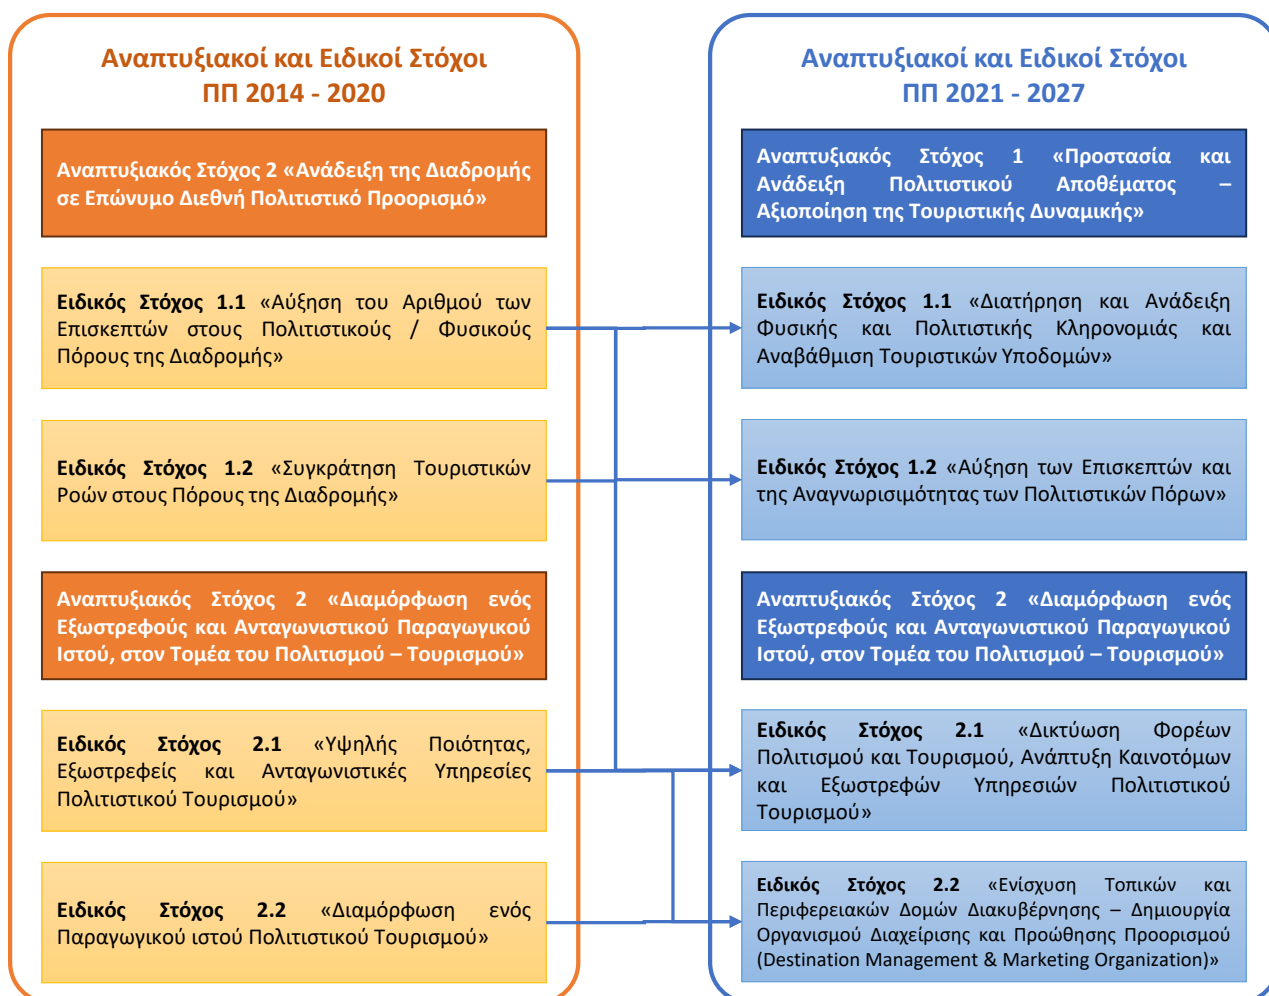 Αναπτυξιακοί και Ειδικοί Στόχοι
ΠΠ 2014 - 2020
Αναπτυξιακός Στόχος 2 «Ανάδειξη της Διαδρομής
σε Επώνυμο Διεθνή Πολιτιστικό Προορισμό»
Ειδικός Στόχος 1.1 «Αύξηση του Αριθμού των
Επισκεπτών στους Πολιτιστικούς / Φυσικούς
Πόρους της Διαδρομής»
Ειδικός Στόχος 1.2 «Συγκράτηση Τουριστικών
Ροών στους Πόρους της Διαδρομής»
Αναπτυξιακός Στόχος 2 «Διαμόρφωση ενός
Εξωστρεφούς και Ανταγωνιστικού Παραγωγικού
Ιστού, στον Τομέα του Πολιτισμού – Τουρισμού»
Ειδικός Στόχος 2.1 «Υψηλής Ποιότητας,
Εξωστρεφείς και Ανταγωνιστικές Υπηρεσίες
Πολιτιστικού Τουρισμού»
Ειδικός Στόχος 2.2 «Διαμόρφωση ενός
Παραγωγικού ιστού Πολιτιστικού Τουρισμού»
Αναπτυξιακοί και Ειδικοί Στόχοι
ΠΠ 2021 - 2027
Αναπτυξιακός Στόχος 1 «Προστασία και
Ανάδειξη Πολιτιστικού Αποθέματος –
Αξιοποίηση της Τουριστικής Δυναμικής»
Ειδικός Στόχος 1.1 «Διατήρηση και Ανάδειξη
Φυσικής και Πολιτιστικής Κληρονομιάς και
Αναβάθμιση Τουριστικών Υποδομών»
Ειδικός Στόχος 1.2 «Αύξηση των Επισκεπτών και
της Αναγνωρισιμότητας των Πολιτιστικών Πόρων»
Αναπτυξιακός Στόχος 2 «Διαμόρφωση ενός
Εξωστρεφούς και Ανταγωνιστικού Παραγωγικού
Ιστού, στον Τομέα του Πολιτισμού – Τουρισμού»
Ειδικός Στόχος 2.1 «Δικτύωση Φορέων
Πολιτισμού και Τουρισμού, Ανάπτυξη Καινοτόμων
και Εξωστρεφών Υπηρεσιών Πολιτιστικού
Τουρισμού»
Ειδικός Στόχος 2.2 «Ενίσχυση Τοπικών και
Περιφερειακών Δομών Διακυβέρνησης – Δημιουργία
Οργανισμού Διαχείρισης και Προώθησης Προορισμού
(Destination Management & Marketing Organization)»